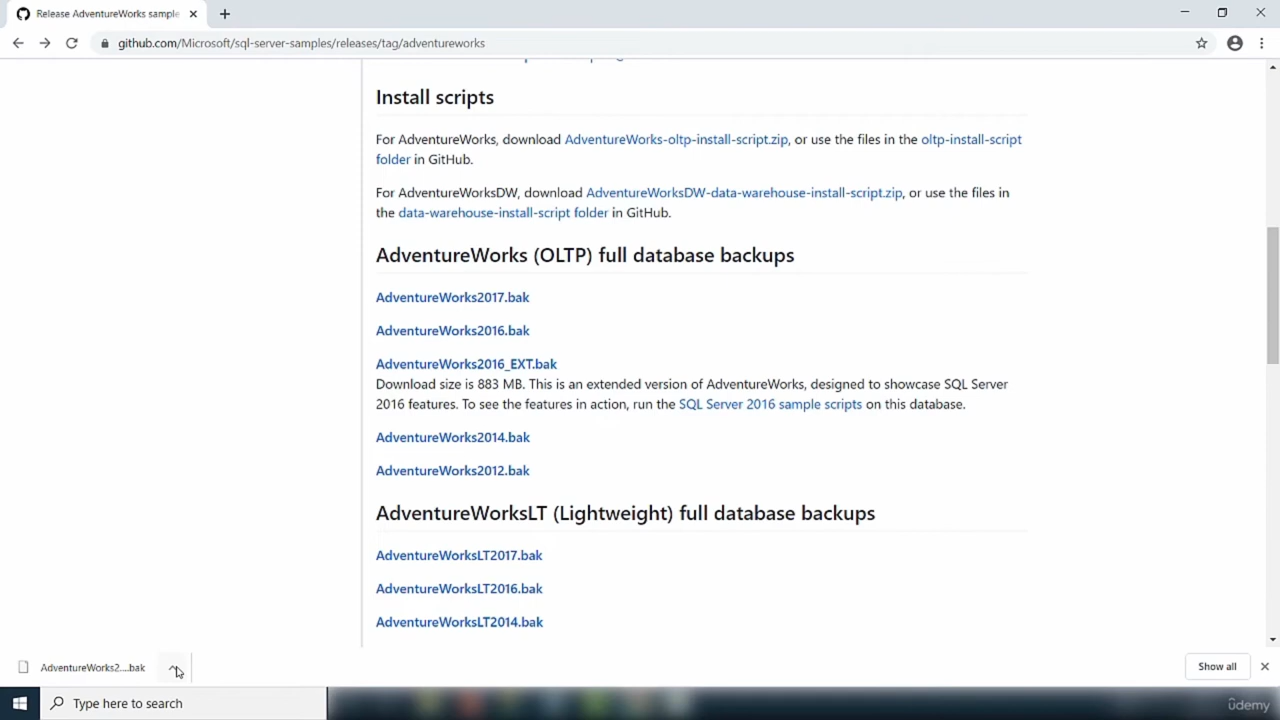 Release AdventureWorks sample
github.com/Microsoft/sql-server-samples/releases/tag/adventureworks
Install scripts
For AdventureWorks, download AdventureWorks-oltp-install-script.zip, or use the files in the oltp-install-script
folder in GitHub.
For AdventureWorksDW, download AdventureWorksDW-data-warehouse-install-script.zip, or use the files in
the data-warehouse-install-script folder in GitHub.
AdventureWorks (OLTP) full database backups
AdventureWorks2017.bak
AdventureWorks2016.bak
AdventureWorks2016_EXT.bak
Download size is 883 MB. This is an extended version of AdventureWorks, designed to showcase SQL Server
2016 features. To see the features in action, run the SQL Server 2016 sample scripts on this database.
AdventureWorks2014.bak
AdventureWorks2012.bak
AdventureWorksLT (Lightweight) full database backups
AdventureWorksLT2017.bak
AdventureWorksLT2016.bak
AdventureWorksLT2014.bak
AdventureWorks2....bak
Show all
Type here to search
ûdemy